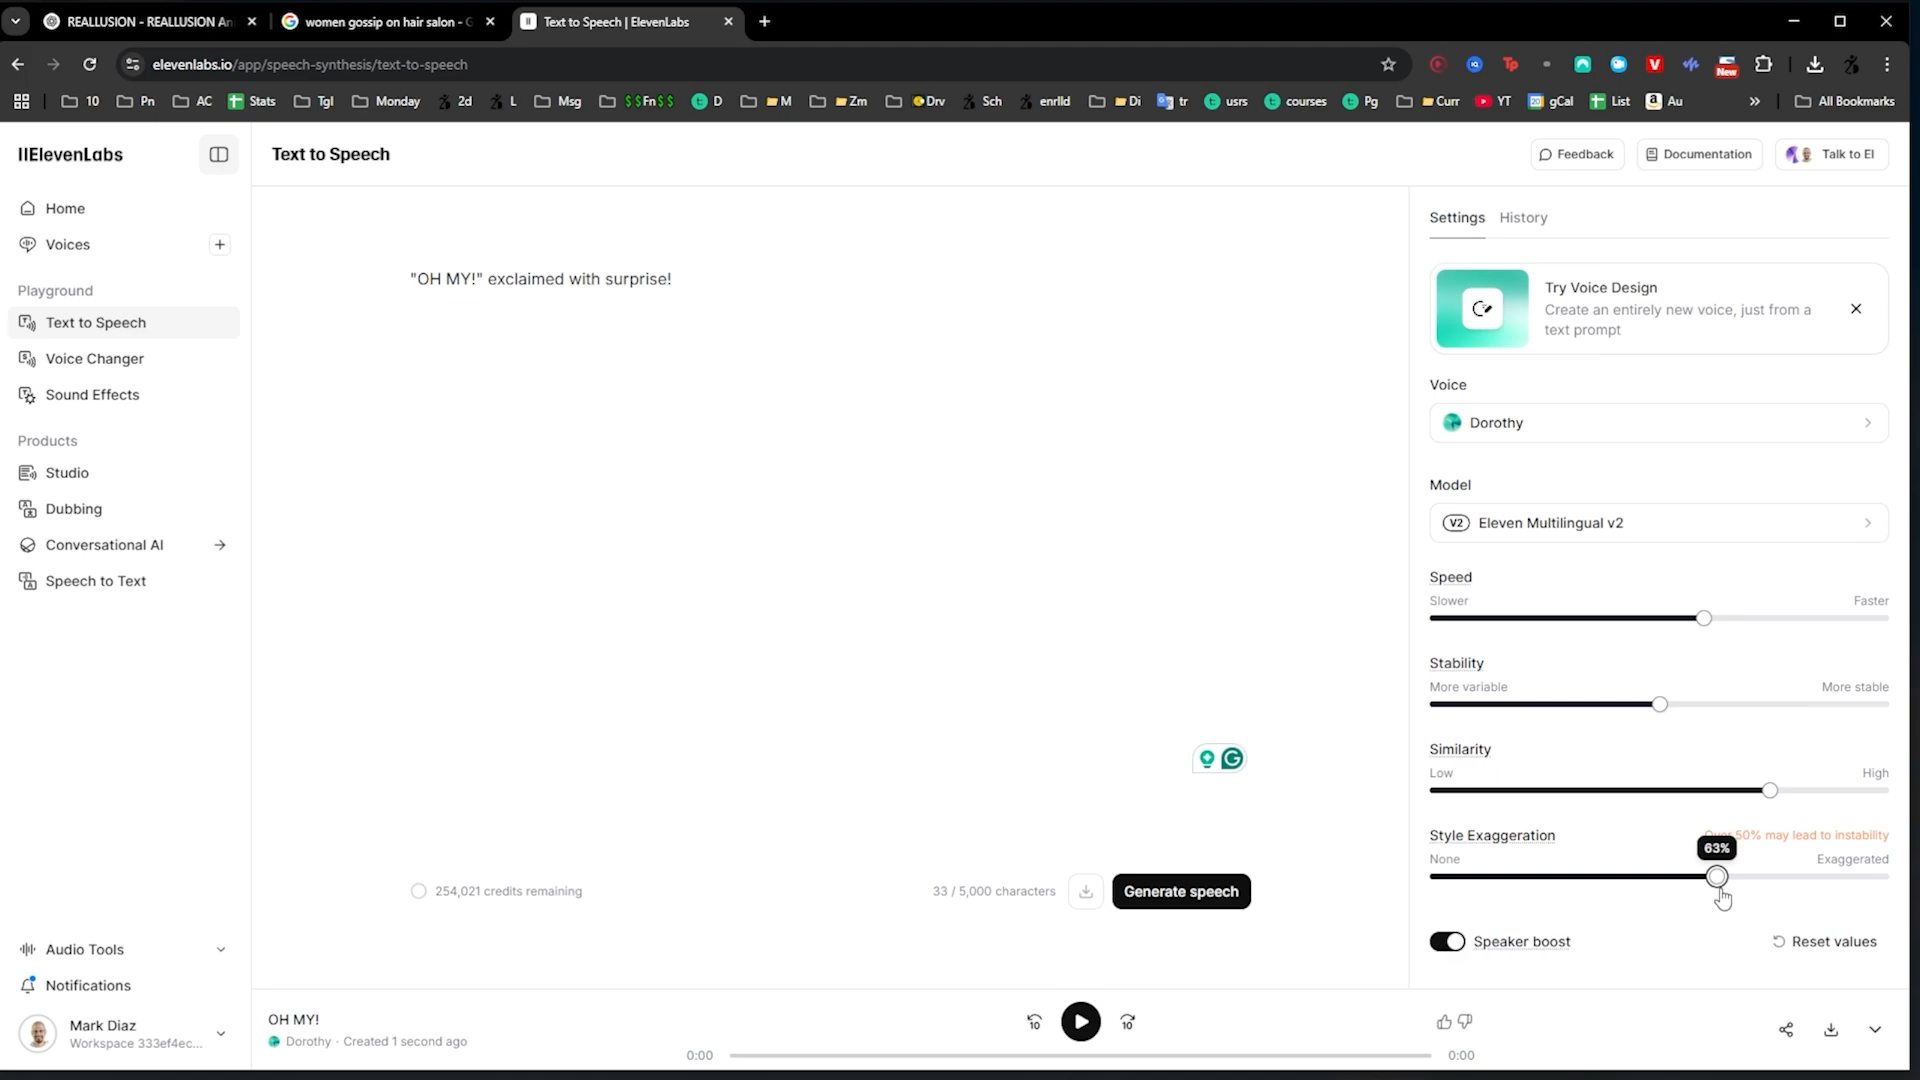 REALLUSION - REALLUSION An
women gossip on hair salon - G
Text to Speech | ElevenLabs
elevenlabs.io/app/speech-synthesis/text-to-speech
New
10
Pn
AC
Stats
Tgl
Monday
2d
L
Msg
$$Fn$$
D
M
Zm
Drv
Sch
enrlld
Di
tr
usrs
courses
Pg
Curr
YT
gCal
List
Au
All Bookmarks
IIElevenLabs
Text to Speech
Feedback
Documentation
Talk to El
Home
Voices
Playground
Text to Speech
Voice Changer
Sound Effects
Products
Studio
Dubbing
Conversational AI
Speech to Text
"OH MY!" exclaimed with surprise!
254,021 credits remaining
33 / 5,000 characters
Generate speech
Settings
History
Try Voice Design
Create an entirely new voice, just from a
text prompt
Voice
Dorothy
Model
V2 Eleven Multilingual v2
Speed
Slower
Faster
Stability
More variable
More stable
Similarity
Low
High
Style Exaggeration
Over 50% may lead to instability
63%
None
Exaggerated
Speaker boost
Reset values
Audio Tools
Notifications
Mark Diaz
Workspace 333ef4ec...
OH MY!
Dorothy · Created 1 second ago
10
10
0:00
0:00